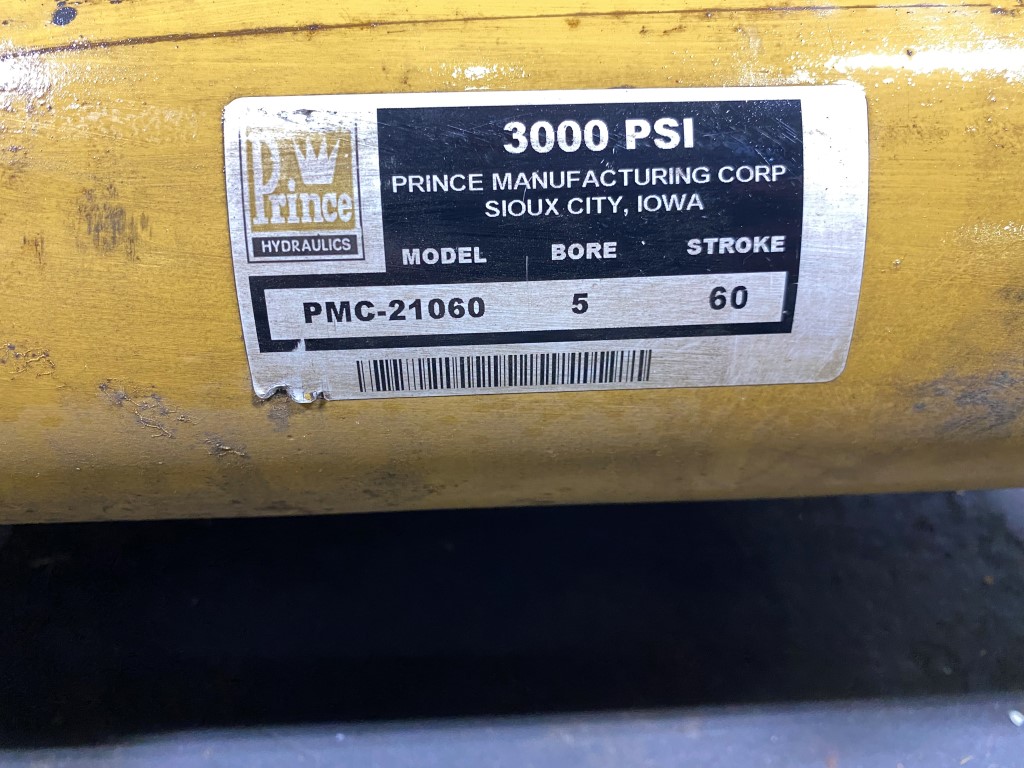 Prince
HYDRAULICS
3000 PSI
PRINCE MANUFACTURING CORP
SIOUX CITY, IOWA
MODEL BORE STROKE
PMC-21060 5 60